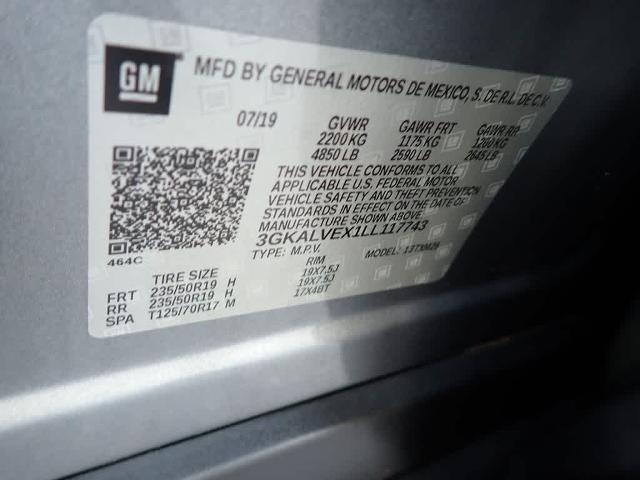 GM
MFD BY GENERAL MOTORS DE MEXICO, S. DE R.L. DE C.V.
07/19 GVWR GAWR FRT GAWR RR
2200 KG 1175 KG 1200 KG
4850 LB 2590 LB 2645 LB
THIS VEHICLE CONFORMS TO ALL
APPLICABLE U.S. FEDERAL MOTOR
VEHICLE SAFETY AND THEFT PREVENTION
STANDARDS IN EFFECT ON THE DATE OF
MANUFACTURE SHOWN ABOVE
3GKALVEX1LL117743
464C
TYPE: M.P.V. MODEL:
TIRE SIZE RIM
FRT 235/50R19 H 19X7.5J
RR 235/50R19 H 19X7.5J
SPA T125/70R17 M 17X4BT